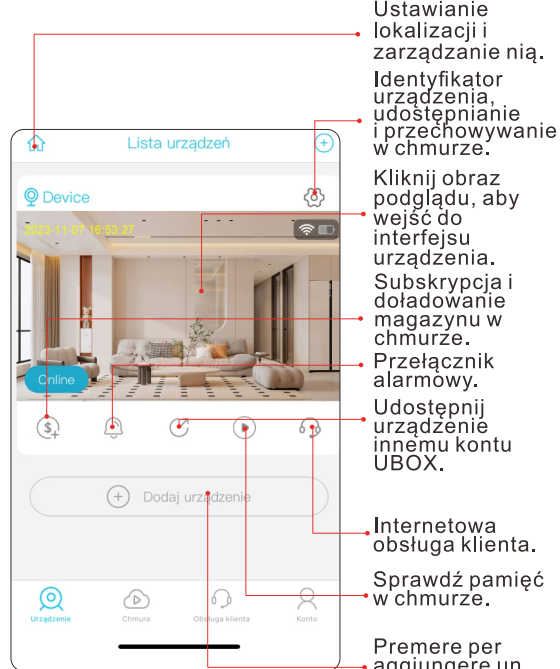 Ustawianie
lokalizacji i
zarządzanie nią.
Identyfikator
urządzenia,
udostępnianie
i przechowywanie
w chmurze.
Lista urządzeń
Device
2023-11-07 16:53:27
Online
Kliknij obraz
podglądu, aby
wejść do
interfejsu
urządzenia.
Subskrypcja i
doładowanie
magazynu w
chmurze.
Przełącznik
alarmowy.
Udostępnij
urządzenie
innemu kontu
UBOX.
Dodaj urządzenie
Internetowa
obsługa klienta.
Sprawdź pamięć
w chmurze.
Urządzenie
Chmura
Obsługa klienta
Konto
Premere per
aggiungere un